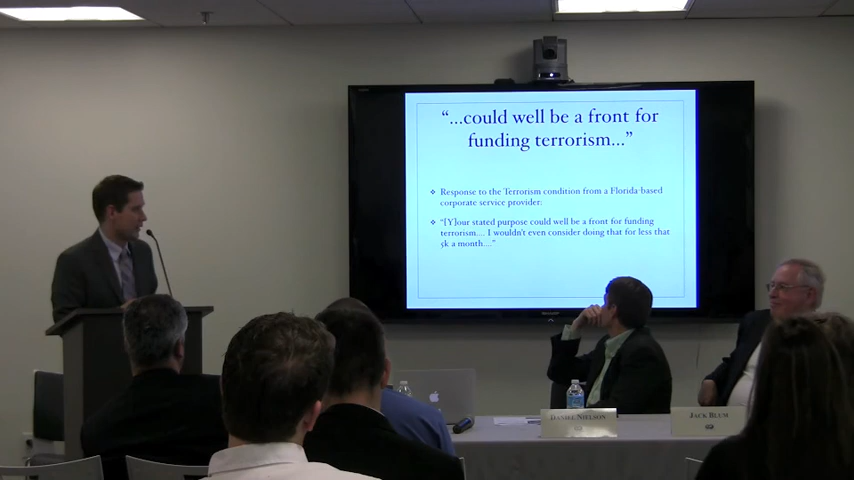 “...could well be a front for
funding terrorism...”
Response to the Terrorism condition from a Florida-based
corporate service provider:
“[Y]our stated purpose could well be a front for funding
terrorism.... I wouldn't even consider doing that for less that
5k a month....”
DANIEL NIELSON
JACK BLUM